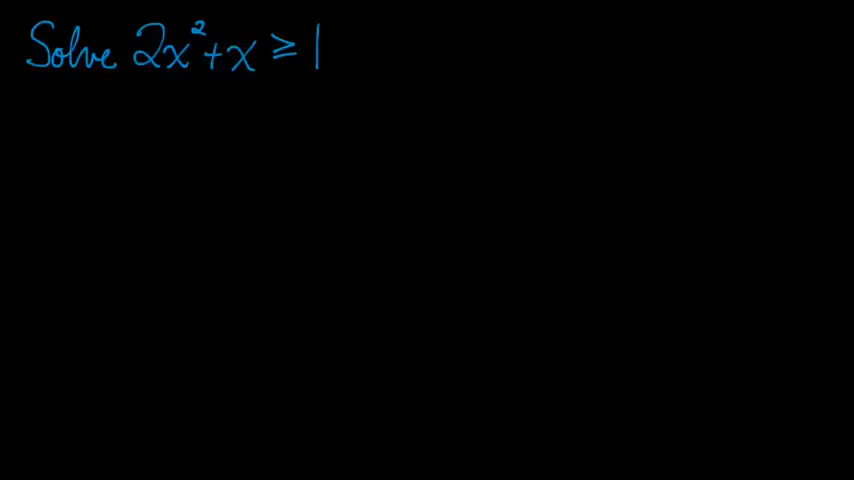 Solve 2x² + x ≥ 1